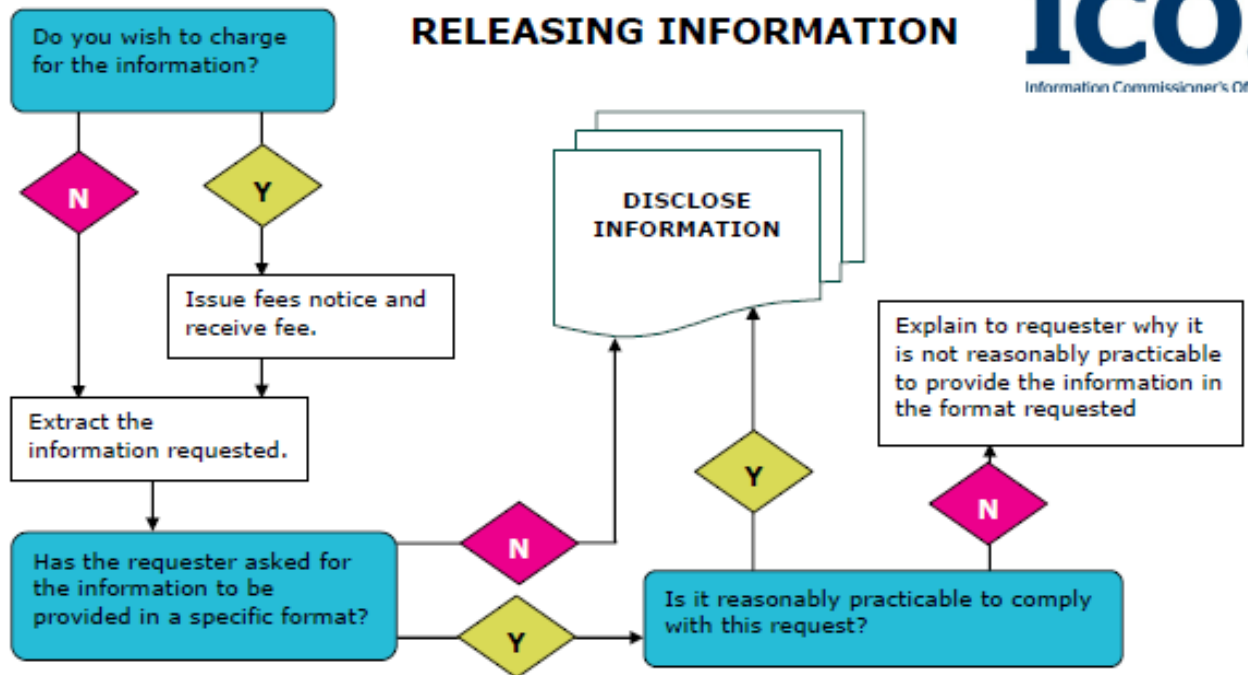 RELEASING INFORMATION
ico.
Information Commissioner's Of
Do you wish to charge
for the information?
N
Y
Issue fees notice and
receive fee.
Extract the
information requested.
Has the requester asked for
the information to be
provided in a specific format?
N
Y
DISCLOSE
INFORMATION
Is it reasonably practicable to comply
with this request?
Y
N
Explain to requester why it
is not reasonably practicable
to provide the information in
the format requested